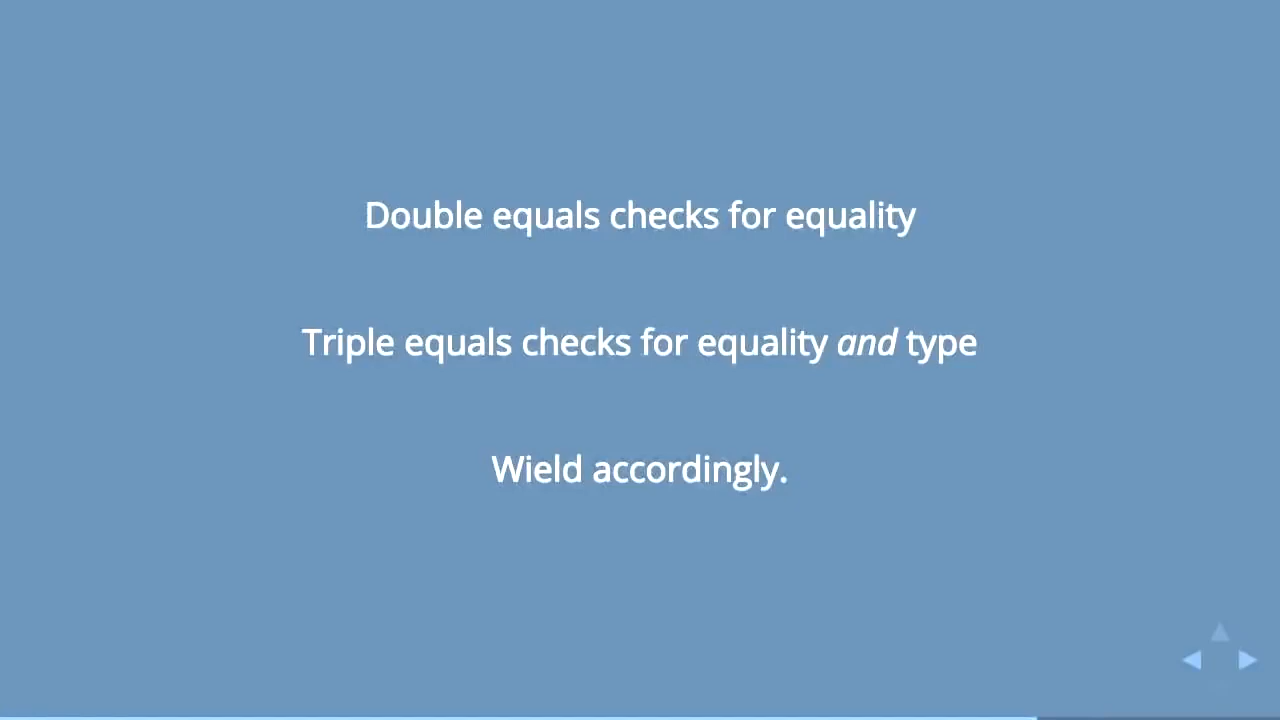 Double equals checks for equality
Triple equals checks for equality and type
Wield accordingly.